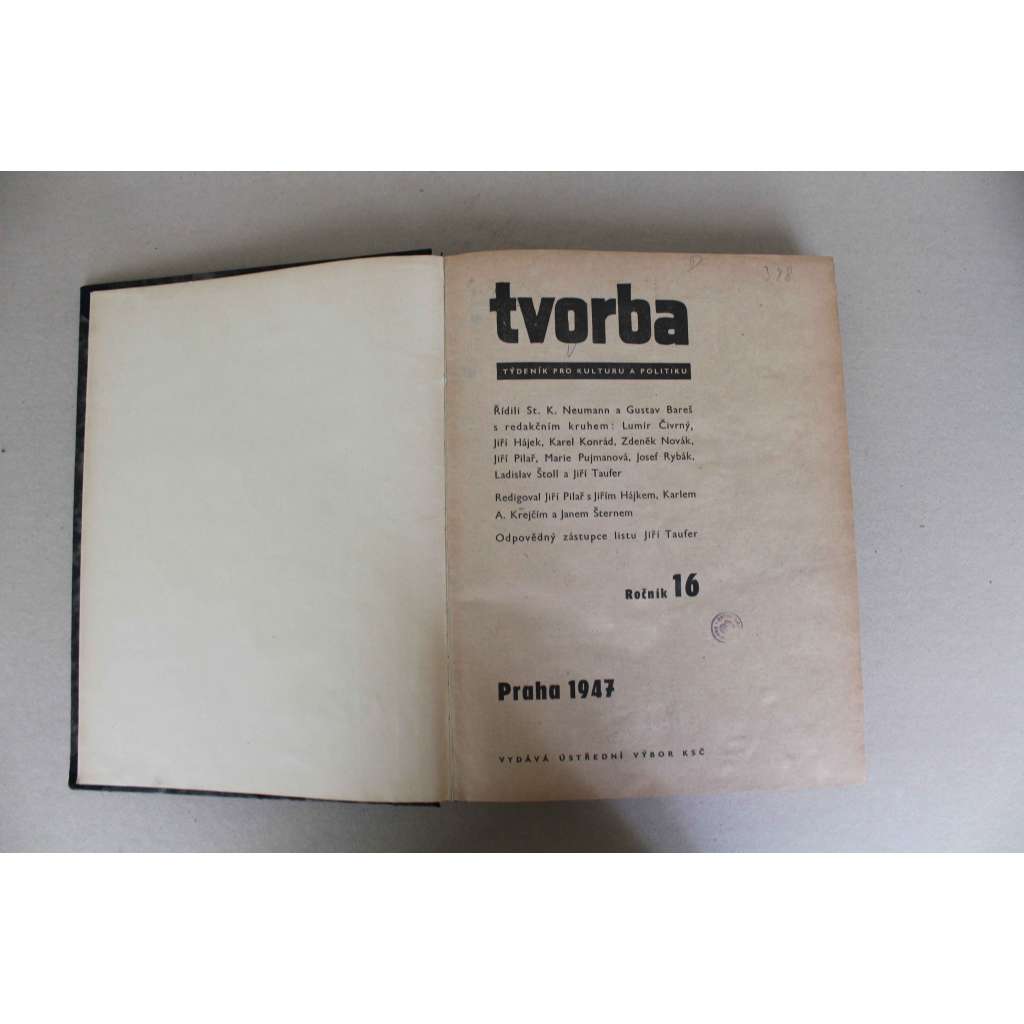 398
tvorba
TÝDENÍK PRO KULTURU A POLITIKU
Řídili St. K. Neumann a Gustav Bareš
s redakčním kruhem: Lumír Čivrný,
Jiří Hájek, Karel Konrád, Zdeněk Novák,
Jiří Pilař, Marie Pujmanová, Josef Rybák,
Ladislav Štoll a Jiří Taufer
Redigoval Jiří Pilař s Jiřím Hájkem, Karlem
A. Krejčím a Janem Šternem
Odpovědný zástupce listu Jiří Taufer
Ročník 16
Praha 1947
VYDÁVÁ ÚSTŘEDNÍ VÝBOR KSČ